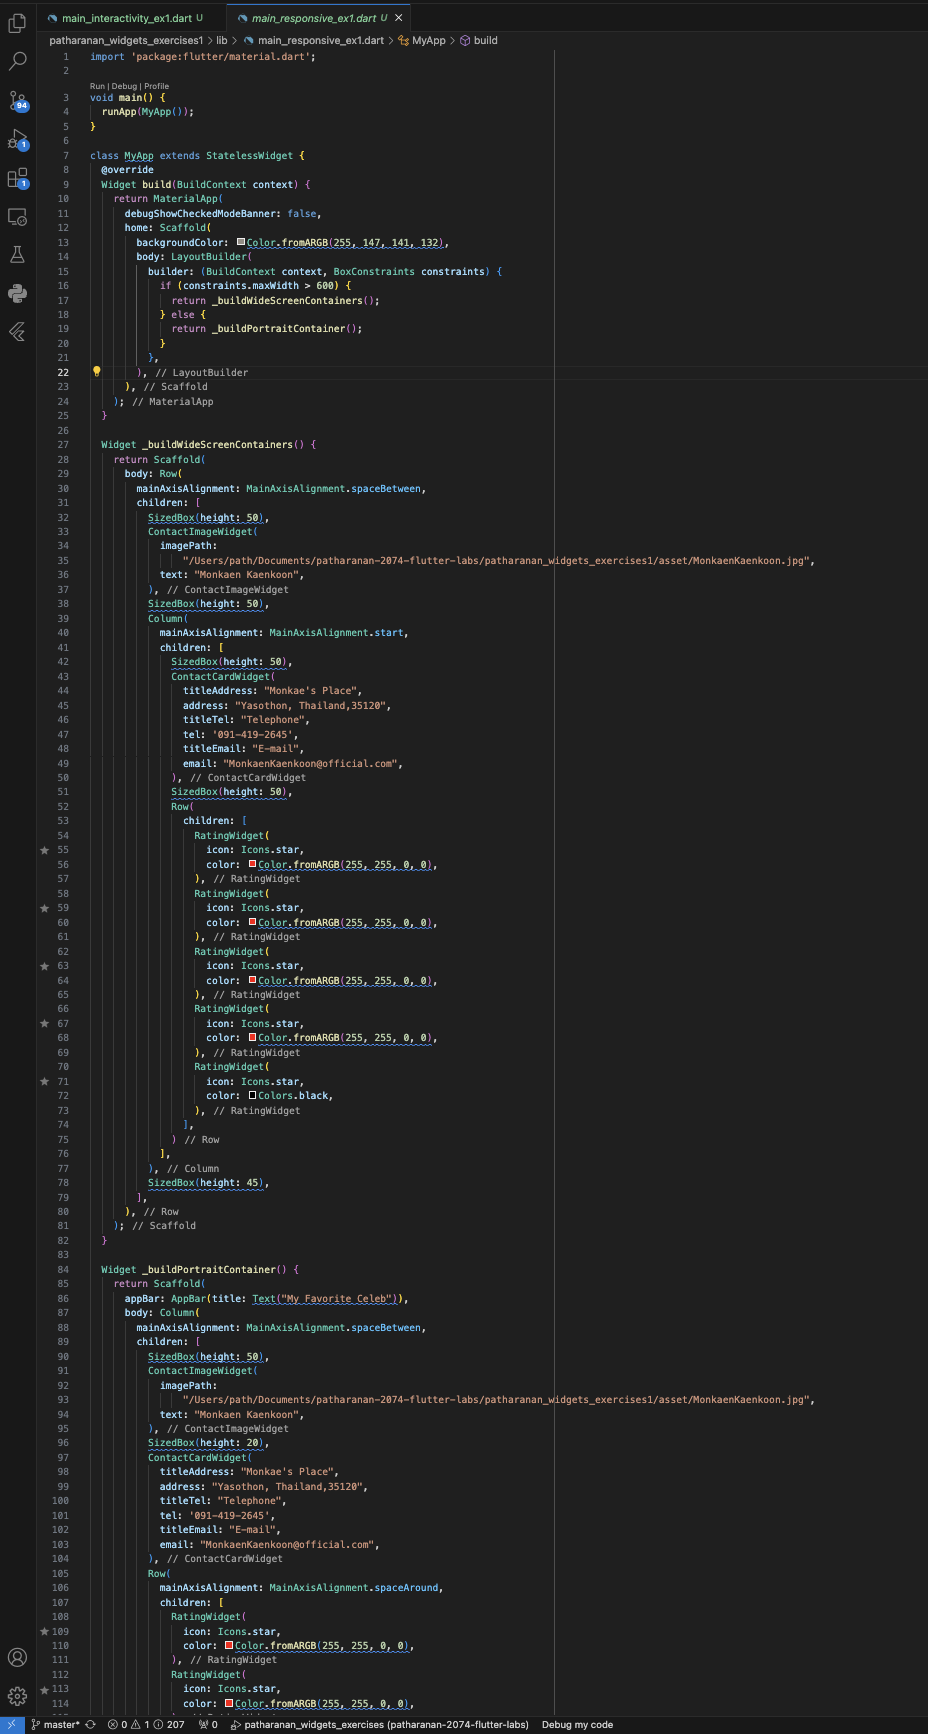 main_interactivity_ex1.dart U
main_responsive_ex1.dart U
patharanan_widgets_exercises1 > lib > main_responsive_ex1.dart > MyApp > build
1 import 'package:flutter/material.dart';
2
Run | Debug | Profile
3 void main() {
4 runApp(MyApp());
5 }
6
7 class MyApp extends StatelessWidget {
8 @override
9 Widget build(BuildContext context) {
10 return MaterialApp(
11 debugShowCheckedModeBanner: false,
12 home: Scaffold(
13 backgroundColor: Color.fromARGB(255, 147, 141, 132),
14 body: LayoutBuilder(
15 builder: (BuildContext context, BoxConstraints constraints) {
16 if (constraints.maxWidth > 600) {
17 return _buildWideScreenContainers();
18 } else {
19 return _buildPortraitContainer();
20 }
21 },
22 ), // LayoutBuilder
23 ), // Scaffold
24 ); // MaterialApp
25 }
26
27 Widget _buildWideScreenContainers() {
28 return Scaffold(
29 body: Row(
30 mainAxisAlignment: MainAxisAlignment.spaceBetween,
31 children: [
32 SizedBox(height: 50),
33 ContactImageWidget(
34 imagePath:
35 "/Users/path/Documents/patharanan-2074-flutter-labs/patharanan_widgets_exercises1/asset/MonkaenKaenkoon.jpg",
36 text: "Monkaen Kaenkoon",
37 ), // ContactImageWidget
38 SizedBox(height: 50),
39 Column(
40 mainAxisAlignment: MainAxisAlignment.start,
41 children: [
42 SizedBox(height: 50),
43 ContactCardWidget(
44 titleAddress: "Monkae's Place",
45 address: "Yasothon, Thailand,35120",
46 titleTel: "Telephone",
47 tel: '091-419-2645',
48 titleEmail: "E-mail",
49 email: "MonkaenKaenkoon@official.com",
50 ), // ContactCardWidget
51 SizedBox(height: 50),
52 Row(
53 children: [
54 RatingWidget(
55 icon: Icons.star,
56 color: Color.fromARGB(255, 255, 0, 0),
57 ), // RatingWidget
58 RatingWidget(
59 icon: Icons.star,
60 color: Color.fromARGB(255, 255, 0, 0),
61 ), // RatingWidget
62 RatingWidget(
63 icon: Icons.star,
64 color: Color.fromARGB(255, 255, 0, 0),
65 ), // RatingWidget
66 RatingWidget(
67 icon: Icons.star,
68 color: Color.fromARGB(255, 255, 0, 0),
69 ), // RatingWidget
70 RatingWidget(
71 icon: Icons.star,
72 color: Colors.black,
73 ), // RatingWidget
74 ],
75 ) // Row
76 ],
77 ), // Column
78 SizedBox(height: 45),
79 ],
80 ), // Row
81 ); // Scaffold
82 }
83
84 Widget _buildPortraitContainer() {
85 return Scaffold(
86 appBar: AppBar(title: Text("My Favorite Celeb")),
87 body: Column(
88 mainAxisAlignment: MainAxisAlignment.spaceBetween,
89 children: [
90 SizedBox(height: 50),
91 ContactImageWidget(
92 imagePath:
93 "/Users/path/Documents/patharanan-2074-flutter-labs/patharanan_widgets_exercises1/asset/MonkaenKaenkoon.jpg",
94 text: "Monkaen Kaenkoon",
95 ), // ContactImageWidget
96 SizedBox(height: 20),
97 ContactCardWidget(
98 titleAddress: "Monkae's Place",
99 address: "Yasothon, Thailand,35120",
100 titleTel: "Telephone",
101 tel: '091-419-2645',
102 titleEmail: "E-mail",
103 email: "MonkaenKaenkoon@official.com",
104 ), // ContactCardWidget
105 Row(
106 mainAxisAlignment: MainAxisAlignment.spaceAround,
107 children: [
108 RatingWidget(
109 icon: Icons.star,
110 color: Color.fromARGB(255, 255, 0, 0),
111 ), // RatingWidget
112 RatingWidget(
113 icon: Icons.star,
114 color: Color.fromARGB(255, 255, 0, 0),
94
1
1
master* 0 1 207 0 patharanan_widgets_exercises (patharanan-2074-flutter-labs) Debug my code